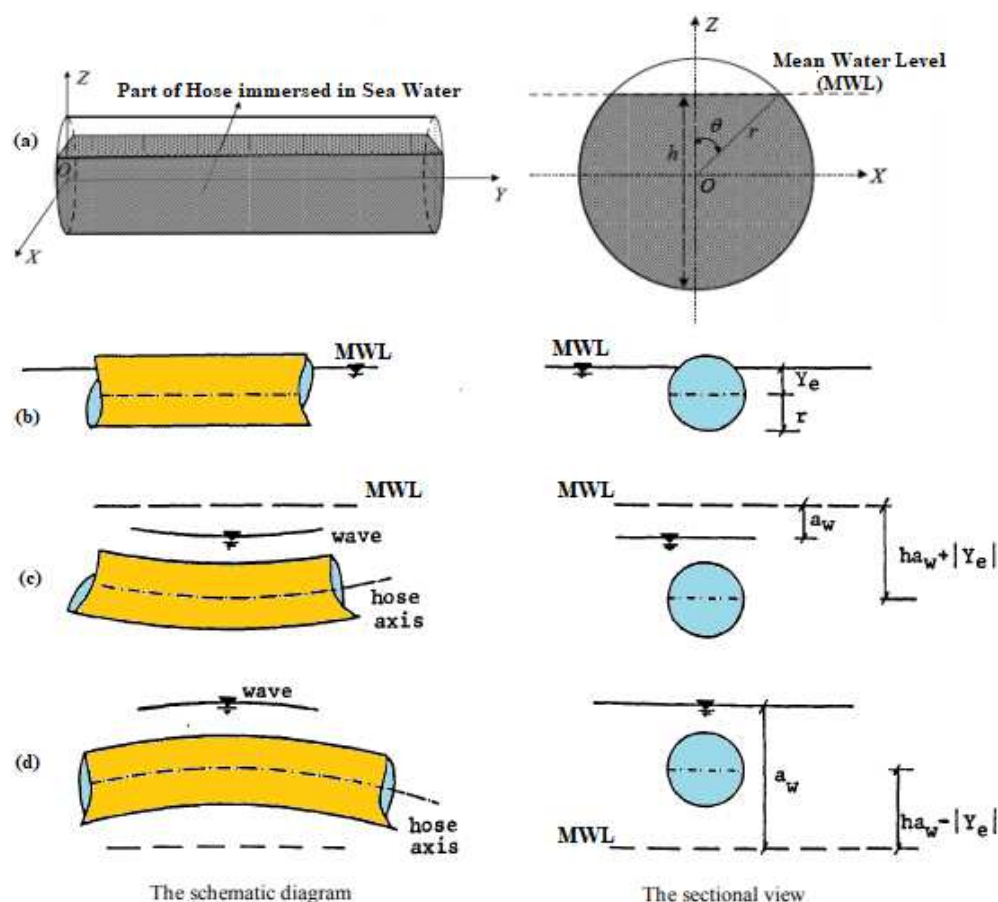 Z
Part of Hose immersed in Sea Water
(a)
O
Y
X
Z
Mean Water Level
(MWL)
θ
r
h
O
X
MWL
(b)
MWL
Ye
r
MWL
wave
(c)
hose
axis
MWL
aw
haw+|Ye|
wave
(d)
hose
axis
aw
MWL
haw-|Ye|
The schematic diagram
The sectional view